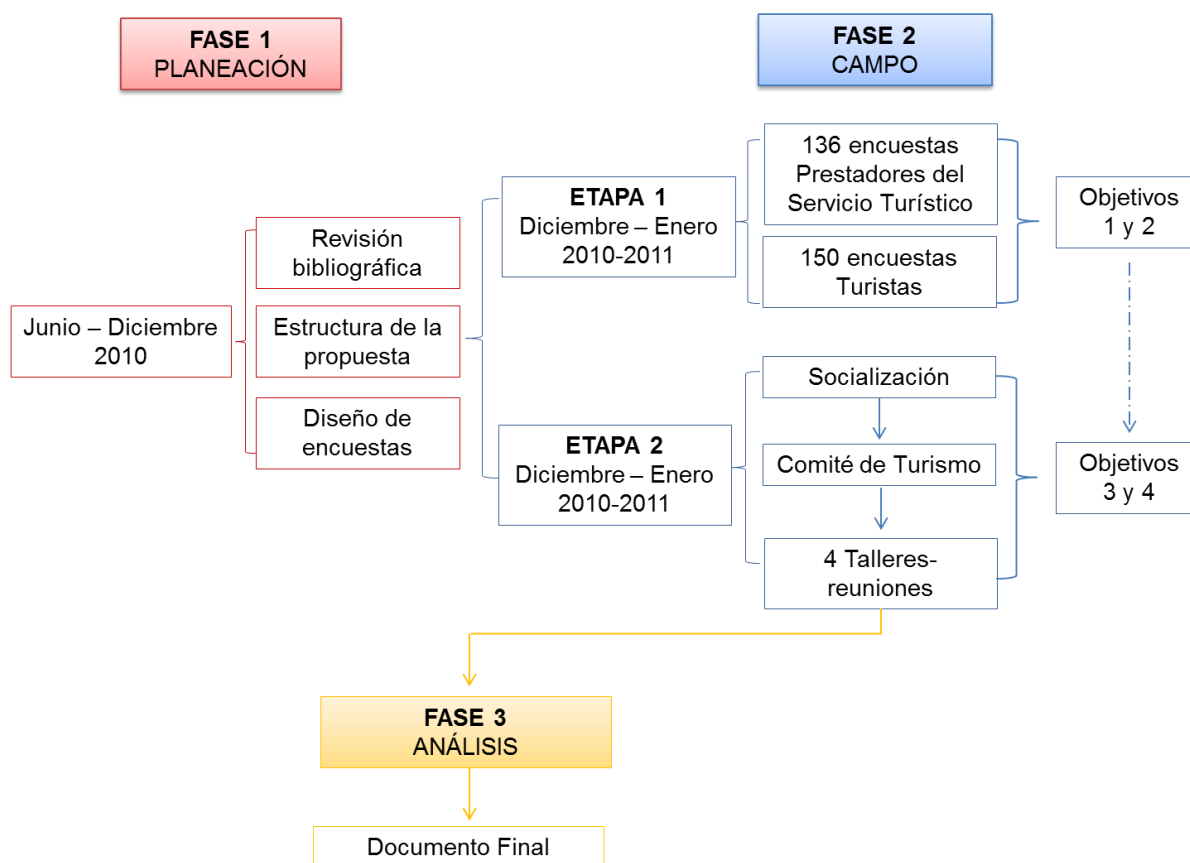 FASE 1
PLANEACIÓN
FASE 2
CAMPO
Junio – Diciembre
2010
Revisión
bibliográfica
Estructura de la
propuesta
Diseño de
encuestas
ETAPA 1
Diciembre – Enero
2010-2011
136 encuestas
Prestadores del
Servicio Turístico
150 encuestas
Turistas
Objetivos
1 y 2
ETAPA 2
Diciembre – Enero
2010-2011
Socialización
Comité de Turismo
4 Talleres-
reuniones
Objetivos
3 y 4
FASE 3
ANÁLISIS
Documento Final